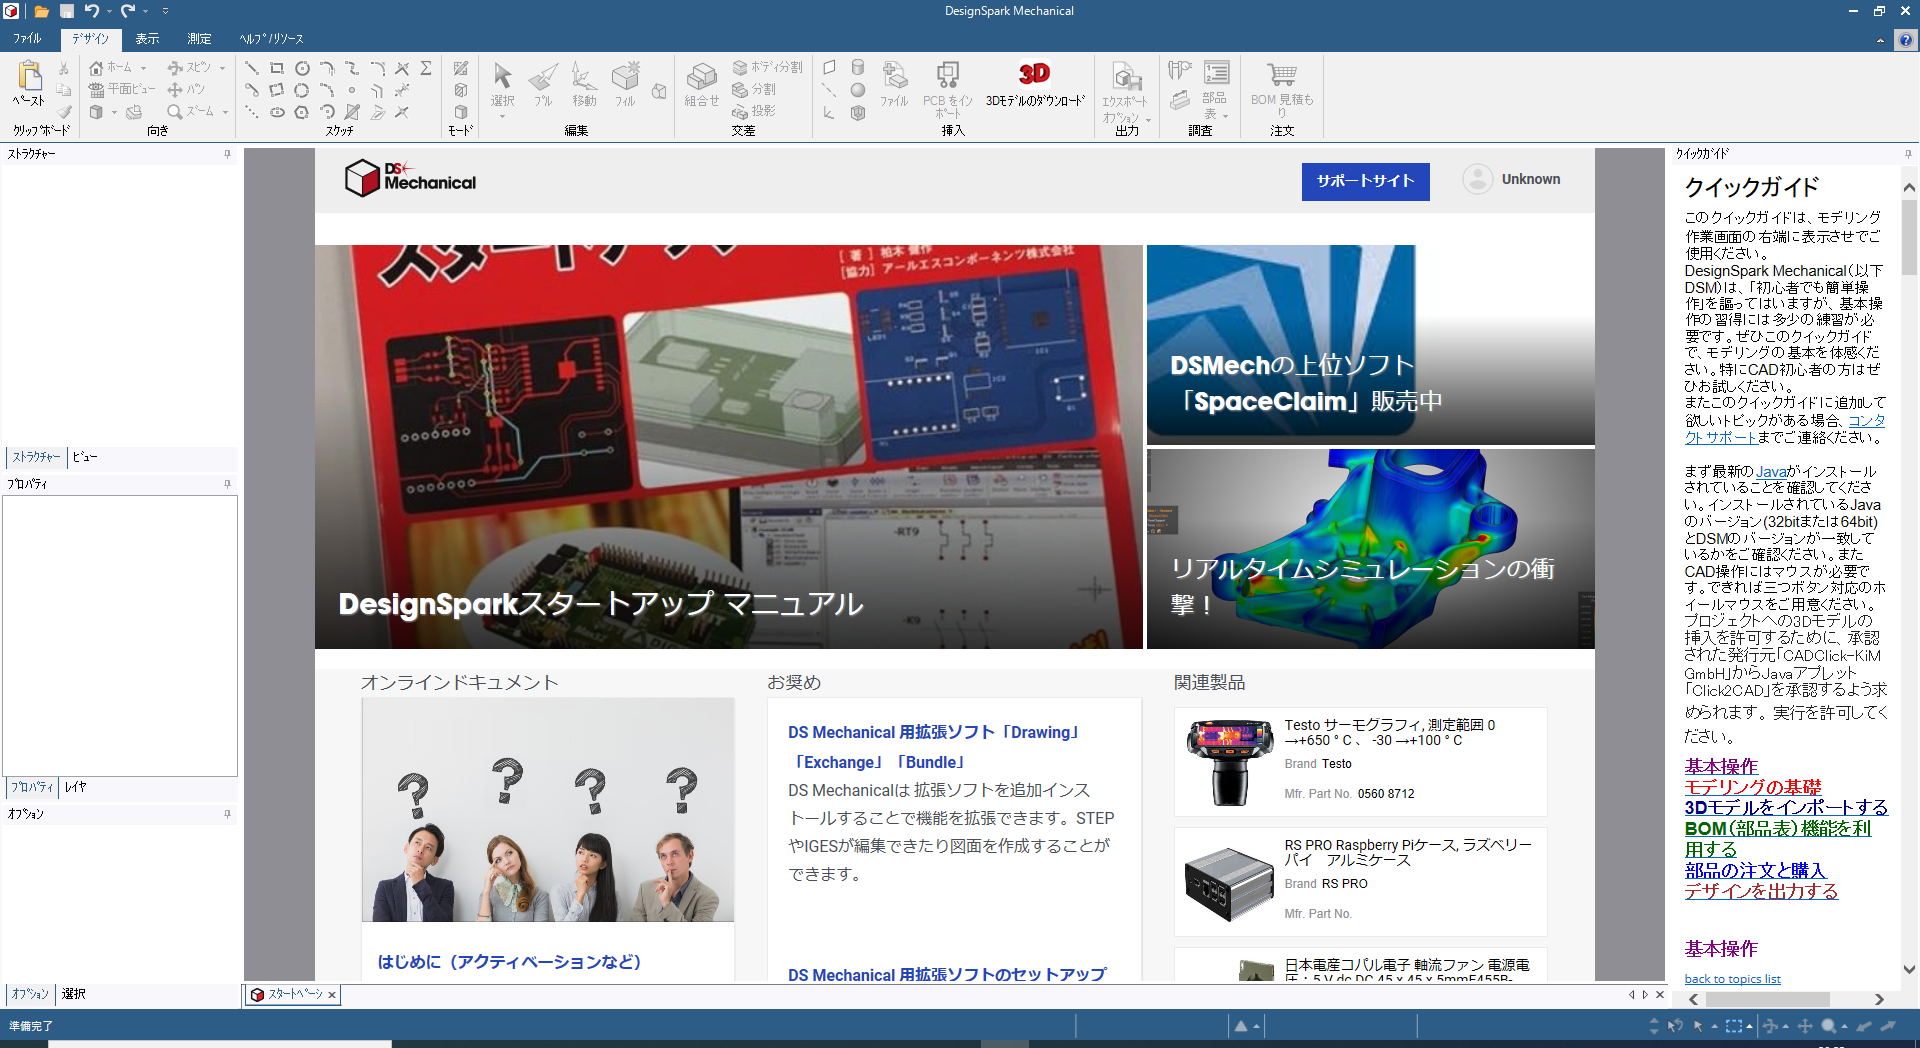 DesignSpark Mechanical
ファイル デザイン 表示 測定 ヘルプ/リソース
ペースト
クリップボード
ホーム
平面ビュー
スピン
パン
ズーム
向き
スケッチ
モード
選択
プル
移動
フィル
編集
組合せ
ボディ分割
分割
投影
交差
ファイル
PCB をインポート
3D
3Dモデルのダウンロード
挿入
エクスポート
オプション
出力
部品
表
調査
BOM 見積も
り
注文
ストラクチャー
ストラクチャー ビュー
プロパティ
プロパティ レイヤ
オプション
オプション 選択
DS
Mechanical
サポートサイト
Unknown
スタートアップ
[著] 柏木 健作
[協力] アールエスコンポーネンツ株式会社
-RT9
-K9
DesignSparkスタートアップ マニュアル
DSMechの上位ソフト
「SpaceClaim」販売中
リアルタイムシミュレーションの衝
撃！
オンラインドキュメント
はじめに（アクティベーションなど）
お奨め
DS Mechanical 用拡張ソフト「Drawing」
「Exchange」「Bundle」
DS Mechanicalは 拡張ソフトを追加インス
トールすることで機能を拡張できます。STEP
やIGESが編集できたり図面を作成することが
できます。
DS Mechanical 用拡張ソフトのセットアップ
関連製品
Testo サーモグラフィ, 測定範囲 0
→+650 ° C 、 -30 →+100 ° C
Brand Testo
Mfr. Part No. 0560 8712
RS PRO Raspberry Piケース, ラズベリー
パイ　アルミケース
Brand RS PRO
Mfr. Part No.
日本電産コパル電子 軸流ファン 電源電
圧：5 V dc DC 45 x 45 x 5mmF455B-
スタートページ
クイックガイド
クイックガイド
このクイックガイドは、モデリング
作業画面の右端に表示させてご
使用ください。
DesignSpark Mechanical（以下
DSM）は、「初心者でも簡単操
作」を謳ってはいますが、基本操
作の習得には多少の練習が必
要です。ぜひこのクイックガイド
で、モデリングの基本を体感くだ
さい。特にCAD初心者の方はぜ
ひお試しください。
またこのクイックガイドに追加して
欲しいトピックがある場合、コンタ
クトサポートまでご連絡ください。
まず最新のJavaがインストール
されていることを確認してくださ
い。インストールされているJava
のバージョン(32bitまたは64bit)
とDSMのバージョンが一致して
いるかをご確認ください。また
CAD操作にはマウスが必要で
す。できれば三つボタン対応のホ
イールマウスをご用意ください。
プロジェクトへの3Dモデルの
挿入を許可するために、承認
された発行元「CADClick-KiM
GmbH」からJavaアプレット
「Click2CAD」を承認するよう求
められます。 実行を許可してく
ださい。
基本操作
モデリングの基礎
3Dモデルをインポートする
BOM（部品表）機能を利
用する
部品の注文と購入
デザインを出力する
基本操作
back to topics list
準備完了